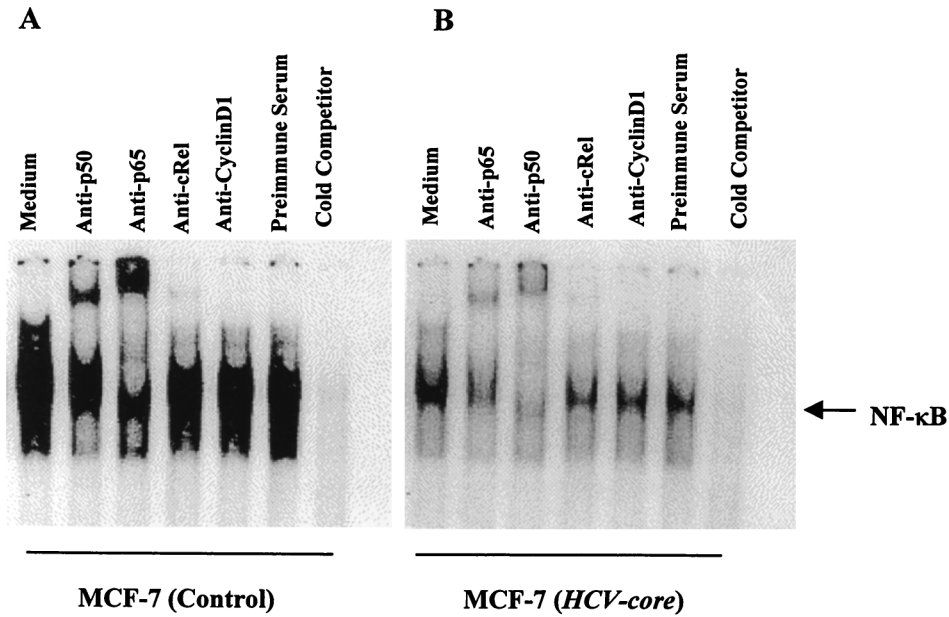 A
B
Medium
Anti-p50
Anti-p65
Anti-cRel
Anti-CyclinD1
Preimmune Serum
Cold Competitor
Medium
Anti-p65
Anti-p50
Anti-cRel
Anti-CyclinD1
Preimmune Serum
Cold Competitor
NF-κB
MCF-7 (Control)
MCF-7 (HCV-core)